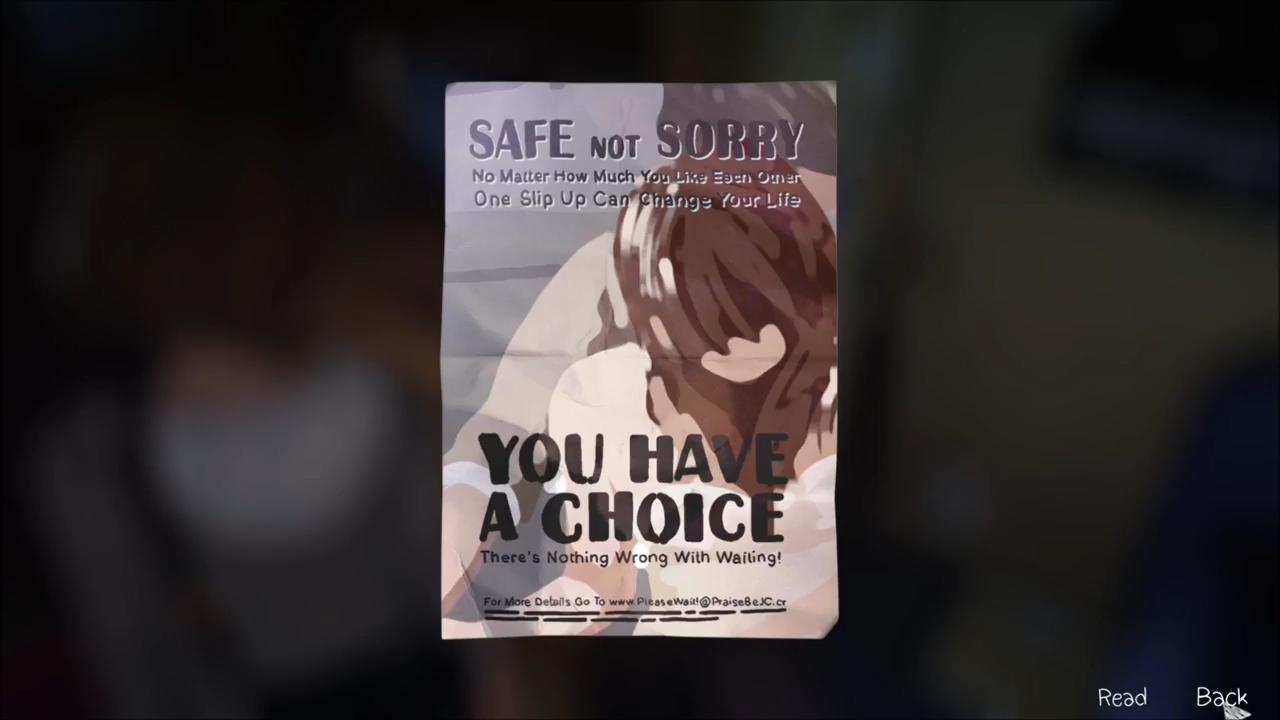 SAFE NOT SORRY
No Matter How Much You Like Each Other
One Slip Up Can Change Your Life
YOU HAVE
A CHOICE
There's Nothing Wrong With Waiting!
For More Details Go To www.PleaseWait!@PraiseBeJC.cr
Read
Back